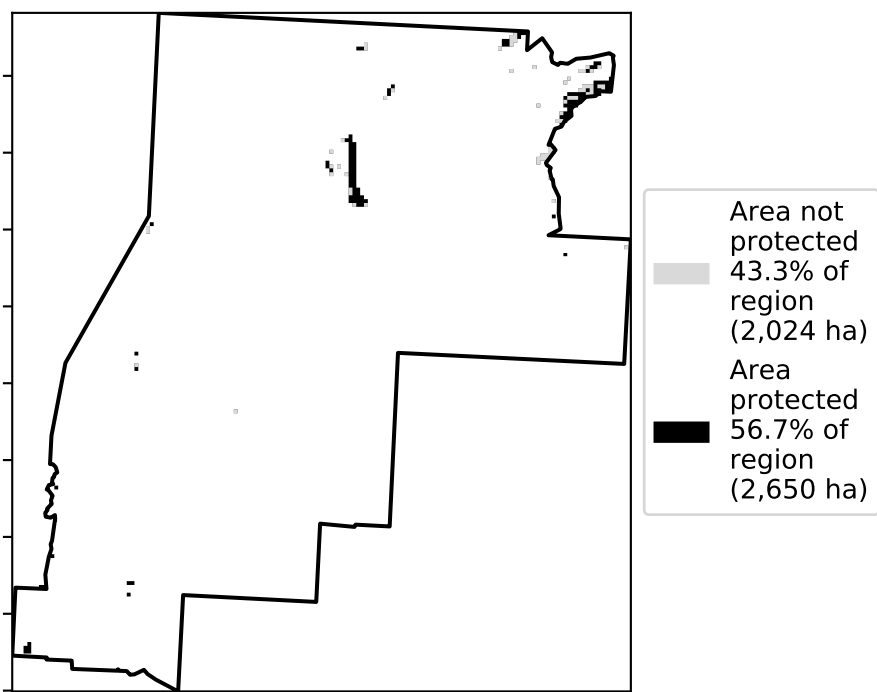 Area not
protected
43.3% of
region
(2,024 ha)
Area
protected
56.7% of
region
(2,650 ha)